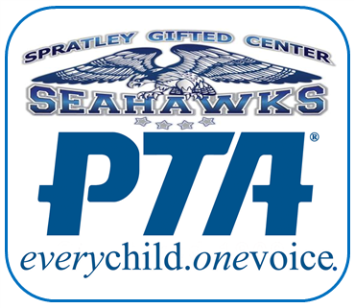 SPRATLEY GIFTED CENTER
SEAHAWKS
PTA®
everychild.onevoice.